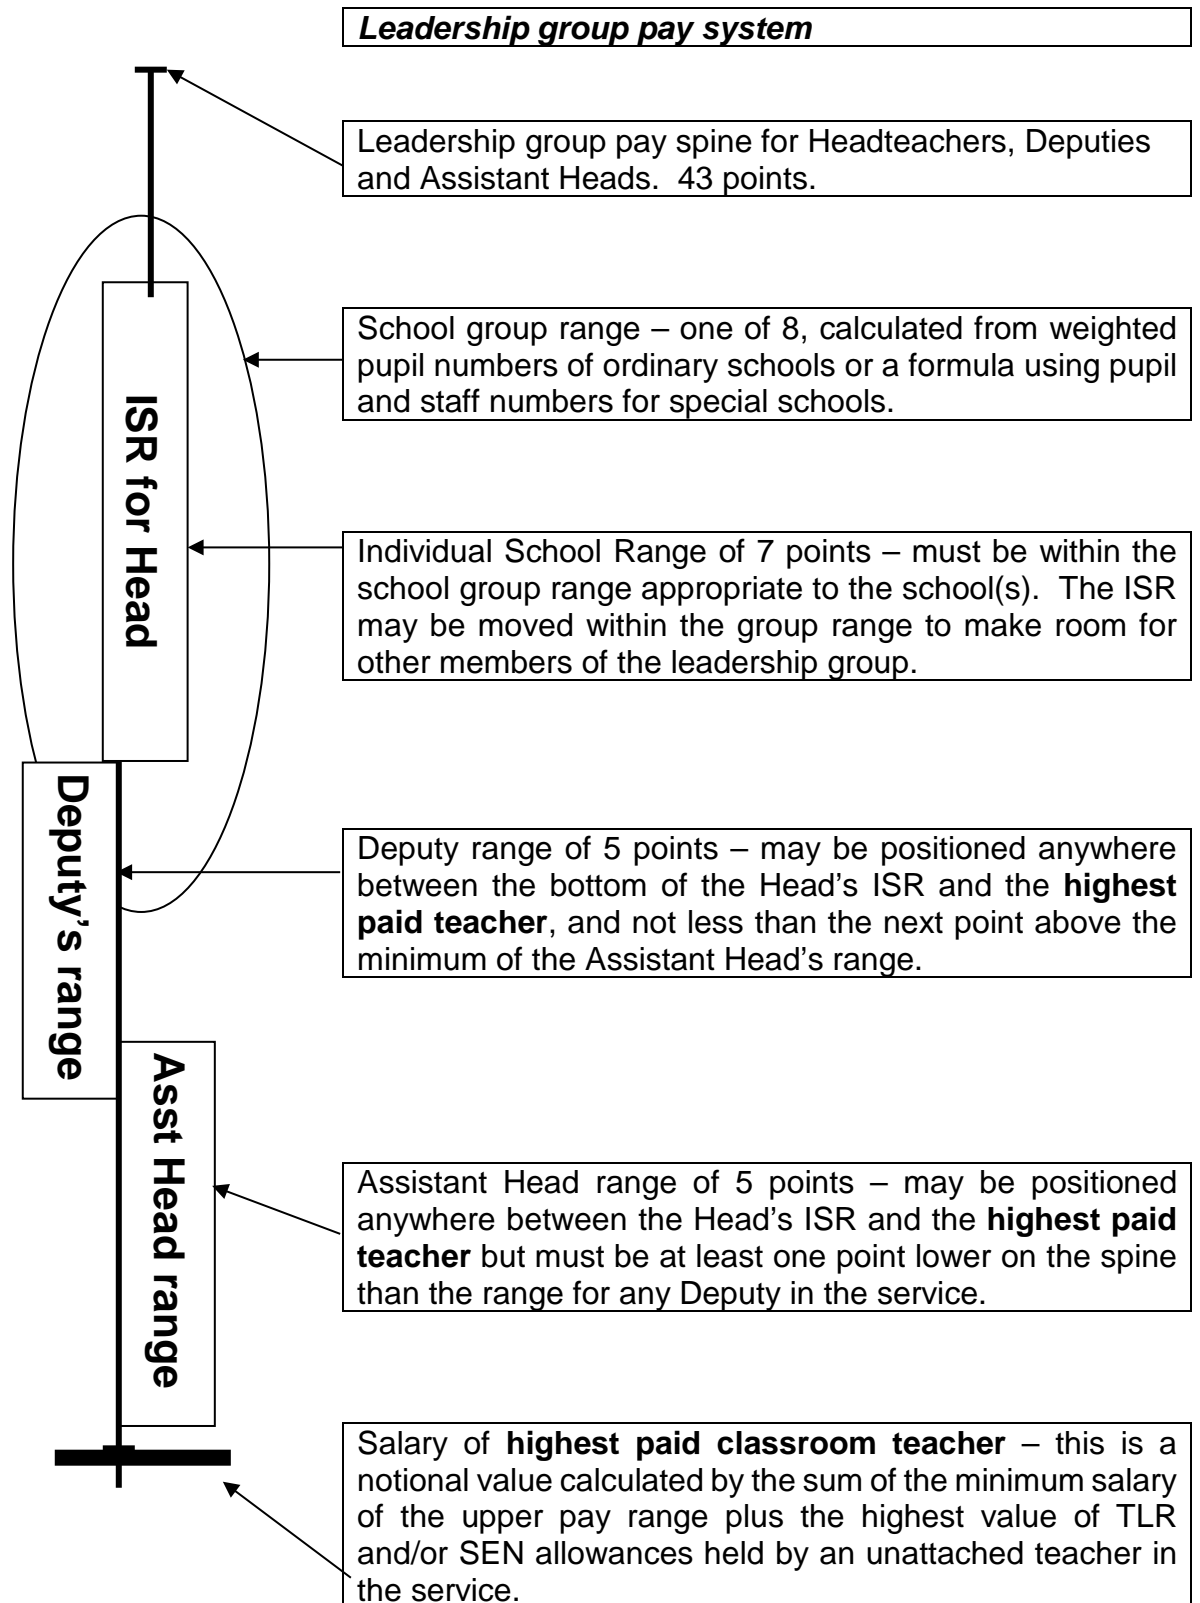 Leadership group pay system
Leadership group pay spine for Headteachers, Deputies
and Assistant Heads.  43 points.
School group range – one of 8, calculated from weighted
pupil numbers of ordinary schools or a formula using pupil
and staff numbers for special schools.
ISR for Head
Individual School Range of 7 points – must be within the
school group range appropriate to the school(s).  The ISR
may be moved within the group range to make room for
other members of the leadership group.
Deputy’s range
Deputy range of 5 points – may be positioned anywhere
between the bottom of the Head’s ISR and the highest
paid teacher, and not less than the next point above the
minimum of the Assistant Head’s range.
Asst Head range
Assistant Head range of 5 points – may be positioned
anywhere between the Head’s ISR and the highest paid
teacher but must be at least one point lower on the spine
than the range for any Deputy in the service.
Salary of highest paid classroom teacher – this is a
notional value calculated by the sum of the minimum salary
of the upper pay range plus the highest value of TLR
and/or SEN allowances held by an unattached teacher in
the service.